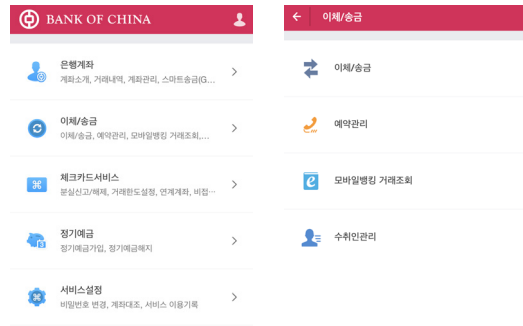 BANK OF CHINA
은행계좌
계좌소개, 거래내역, 계좌관리, 스마트송금(G...
이체/송금
이체/송금, 예약관리, 모바일뱅킹 거래조회,...
체크카드서비스
분실신고/해제, 거래한도설정, 연계계좌, 비접...
정기예금
정기예금가입, 정기예금해지
서비스설정
비밀번호 변경, 계좌대조, 서비스 이용기록
이체/송금
이체/송금
예약관리
모바일뱅킹 거래조회
수취인관리